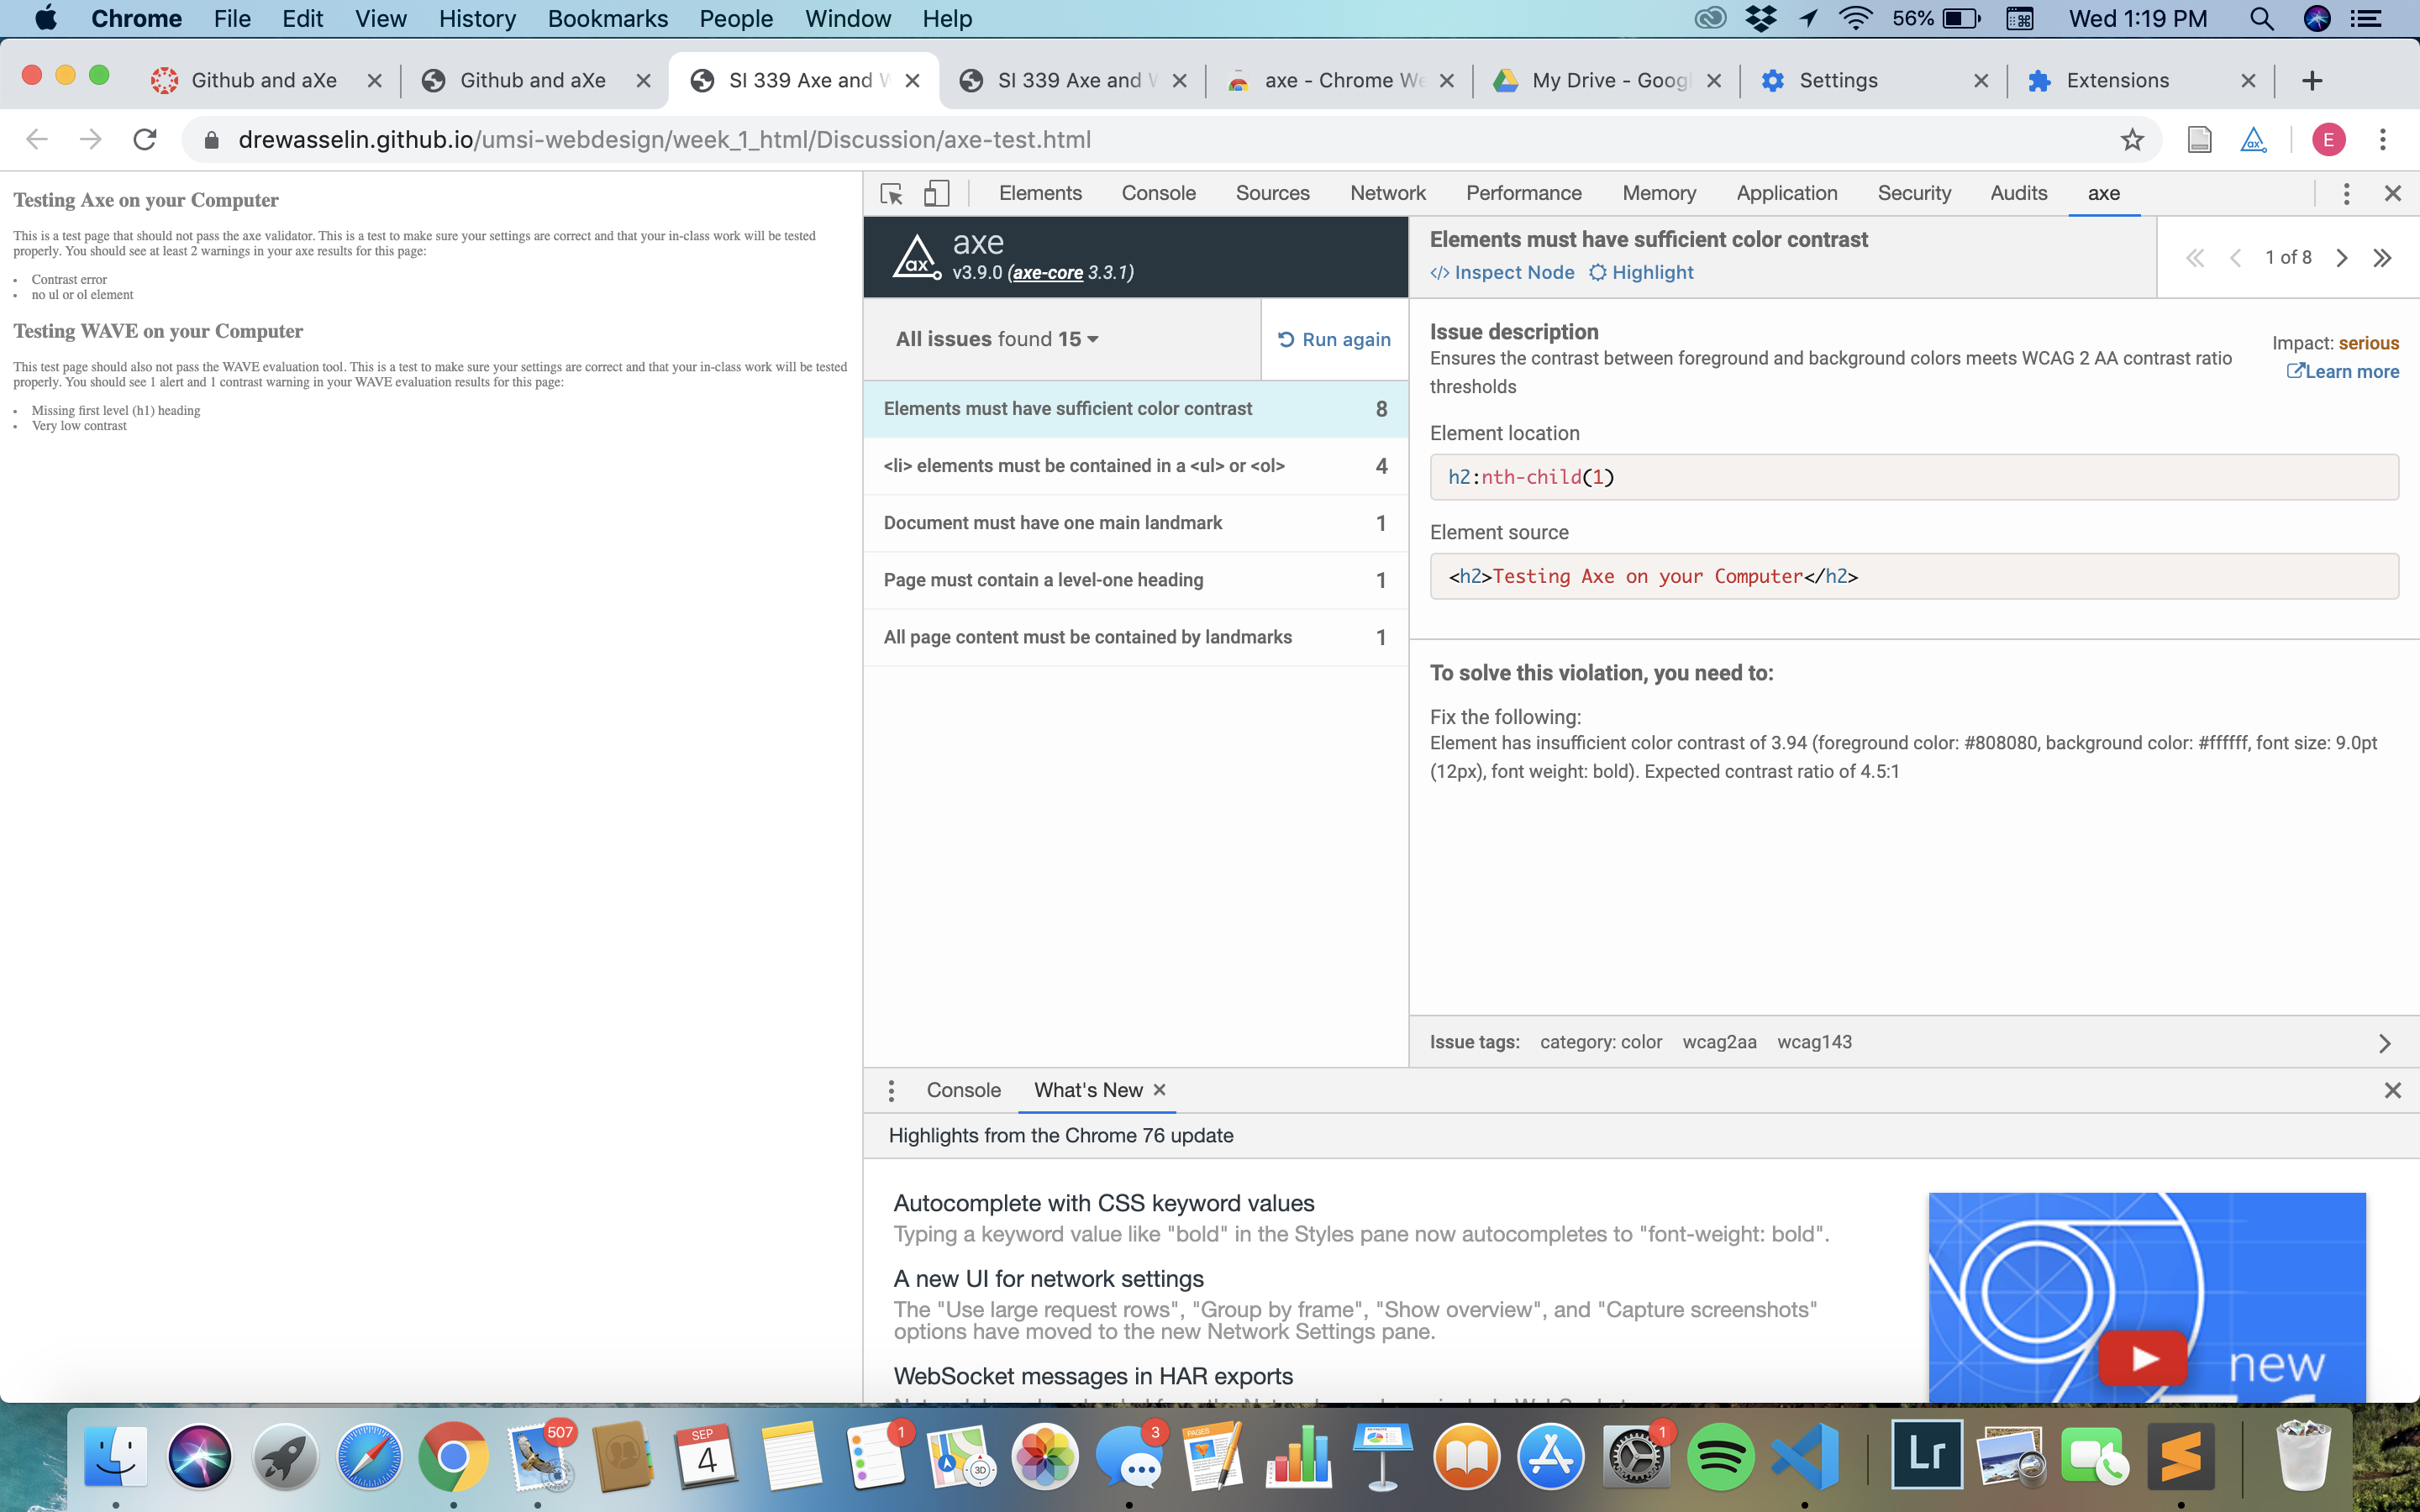 Chrome File Edit View History Bookmarks People Window Help 56% Wed 1:19 PM
Github and aXe Github and aXe SI 339 Axe and W SI 339 Axe and W axe - Chrome We My Drive - Googl Settings Extensions
drewasselin.github.io/umsi-webdesign/week_1_html/Discussion/axe-test.html ax E
Testing Axe on your Computer
This is a test page that should not pass the axe validator. This is a test to make sure your settings are correct and that your in-class work will be tested
properly. You should see at least 2 warnings in your axe results for this page:
• Contrast error
• no ul or ol element
Testing WAVE on your Computer
This test page should also not pass the WAVE evaluation tool. This is a test to make sure your settings are correct and that your in-class work will be tested
properly. You should see 1 alert and 1 contrast warning in your WAVE evaluation results for this page:
• Missing first level (h1) heading
• Very low contrast
Elements Console Sources Network Performance Memory Application Security Audits axe
ax axe
v3.9.0 (axe-core 3.3.1)
All issues found 15 Run again
Elements must have sufficient color contrast 8
<li> elements must be contained in a <ul> or <ol> 4
Document must have one main landmark 1
Page must contain a level-one heading 1
All page content must be contained by landmarks 1
Elements must have sufficient color contrast
</> Inspect Node Highlight
1 of 8
Issue description
Impact: serious
Ensures the contrast between foreground and background colors meets WCAG 2 AA contrast ratio
thresholds
Learn more
Element location
h2:nth-child(1)
Element source
<h2>Testing Axe on your Computer</h2>
To solve this violation, you need to:
Fix the following:
Element has insufficient color contrast of 3.94 (foreground color: #808080, background color: #ffffff, font size: 9.0pt
(12px), font weight: bold). Expected contrast ratio of 4.5:1
Issue tags: category: color wcag2aa wcag143
Console What's New
Highlights from the Chrome 76 update
Autocomplete with CSS keyword values
Typing a keyword value like "bold" in the Styles pane now autocompletes to "font-weight: bold".
A new UI for network settings
The "Use large request rows", "Group by frame", "Show overview", and "Capture screenshots"
options have moved to the new Network Settings pane.
WebSocket messages in HAR exports
new
507 SEP 4 1 3D 3 PAGES 1 Lr